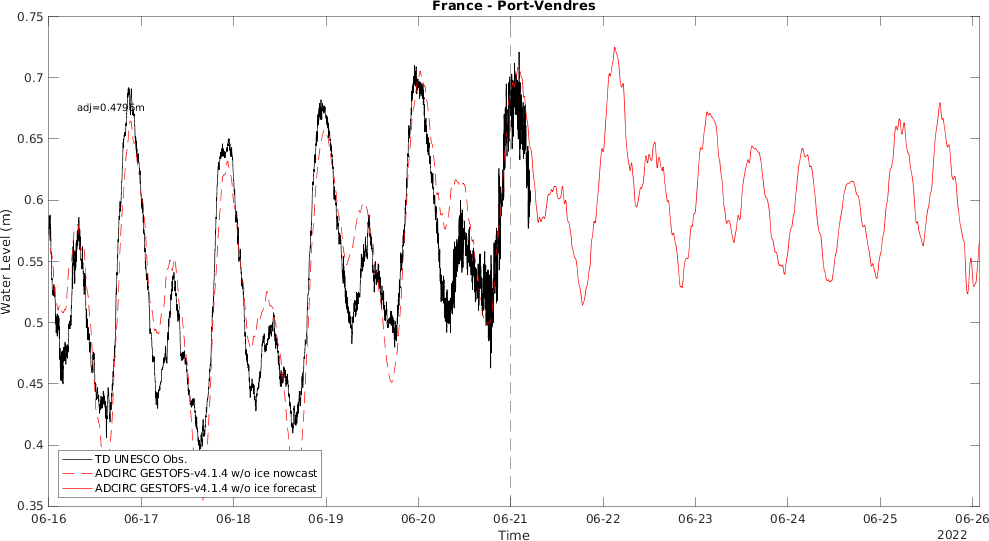 France - Port-Vendres
0.75
0.7
0.65
0.6
0.55
0.5
0.45
0.4
0.35
Water Level (m)
adj=0.4796m
TD UNESCO Obs.
ADCIRC GESTOFS-v4.1.4 w/o ice nowcast
ADCIRC GESTOFS-v4.1.4 w/o ice forecast
06-16 06-17 06-18 06-19 06-20 06-21 06-22 06-23 06-24 06-25 06-26
Time
2022